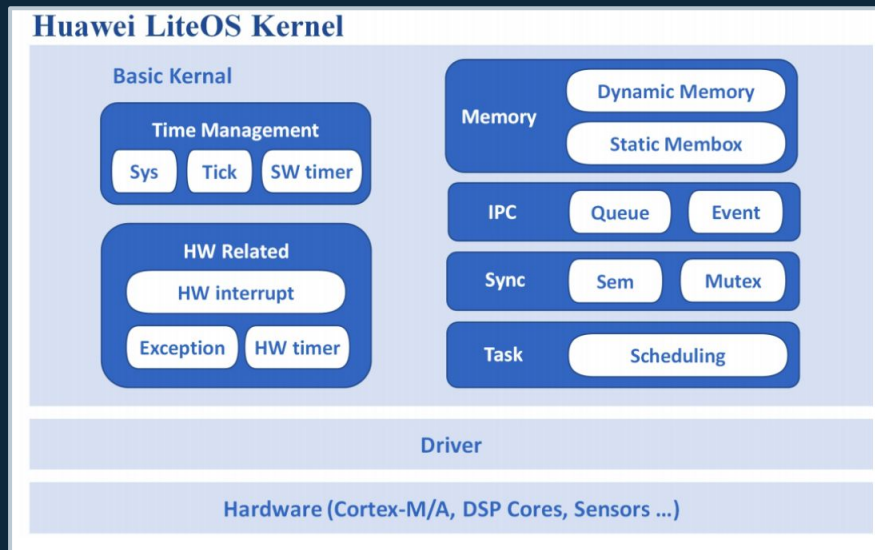 Huawei LiteOS Kernel
Basic Kernal
Time Management
Sys Tick SW timer
HW Related
HW interrupt
Exception HW timer
Memory
Dynamic Memory
Static Membox
IPC Queue Event
Sync Sem Mutex
Task Scheduling
Driver
Hardware (Cortex-M/A, DSP Cores, Sensors ...)